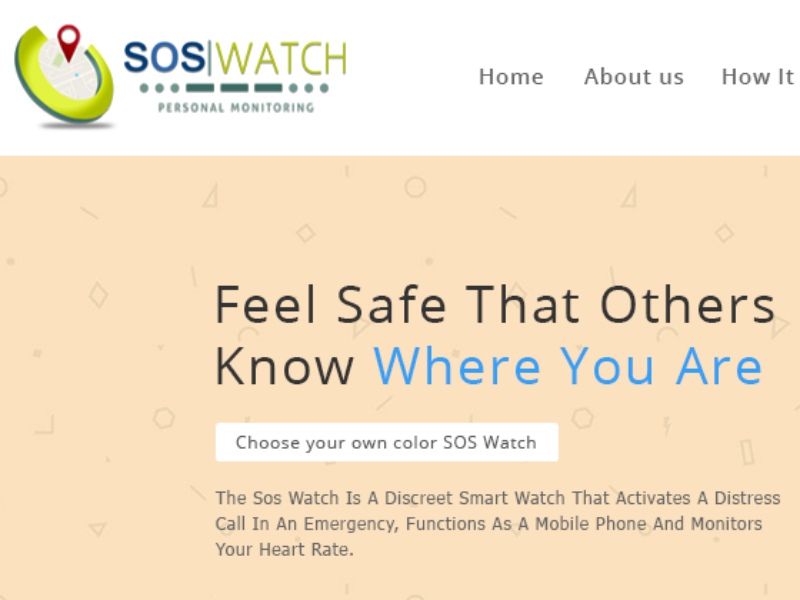 SOS|WATCH
PERSONAL MONITORING
Home About us How It
Feel Safe That Others
Know Where You Are
Choose your own color SOS Watch
The Sos Watch Is A Discreet Smart Watch That Activates A Distress
Call In An Emergency, Functions As A Mobile Phone And Monitors
Your Heart Rate.